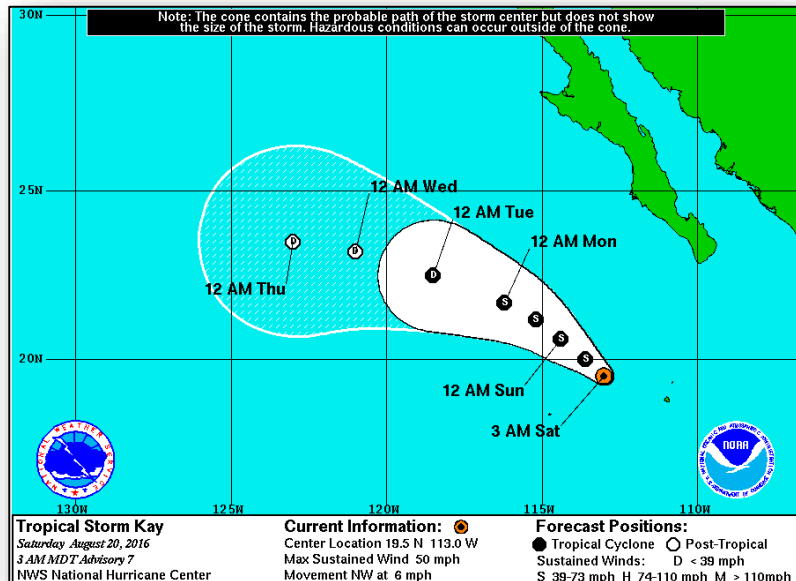 Note: The cone contains the probable path of the storm center but does not show
the size of the storm. Hazardous conditions can occur outside of the cone.
30N
25N
12 AM Wed
12 AM Tue
12 AM Mon
D
D
D
S
S
S
S
12 AM Thu
20N
12 AM Sun
3 AM Sat
NATIONAL WEATHER SERVICE
NOAA
130W
125W
120W
115W
110W
Tropical Storm Kay
Saturday August 20, 2016
3 AM MDT Advisory 7
NWS National Hurricane Center
Current Information:
Center Location 19.5 N 113.0 W
Max Sustained Wind 50 mph
Movement NW at 6 mph
Forecast Positions:
Tropical Cyclone Post-Tropical
Sustained Winds: D < 39 mph
S 39-73 mph H 74-110 mph M > 110mph